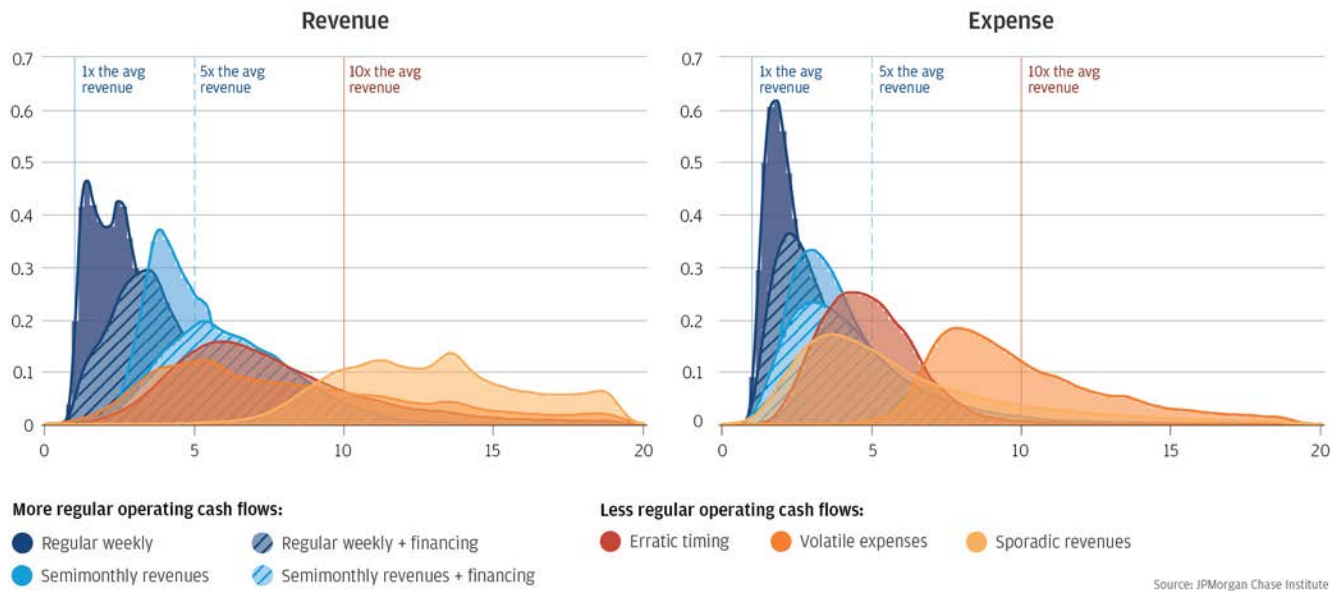 Revenue
0.7
0.6
0.5
0.4
0.3
0.2
0.1
0
1x the avg
revenue
5x the avg
revenue
10x the avg
revenue
0
5
10
15
20
Expense
0.7
0.6
0.5
0.4
0.3
0.2
0.1
0
1x the avg
revenue
5x the avg
revenue
10x the avg
revenue
0
5
10
15
20
More regular operating cash flows:
Regular weekly
Regular weekly + financing
Semimonthly revenues
Semimonthly revenues + financing
Less regular operating cash flows:
Erratic timing
Volatile expenses
Sporadic revenues
Source: JPMorgan Chase Institute